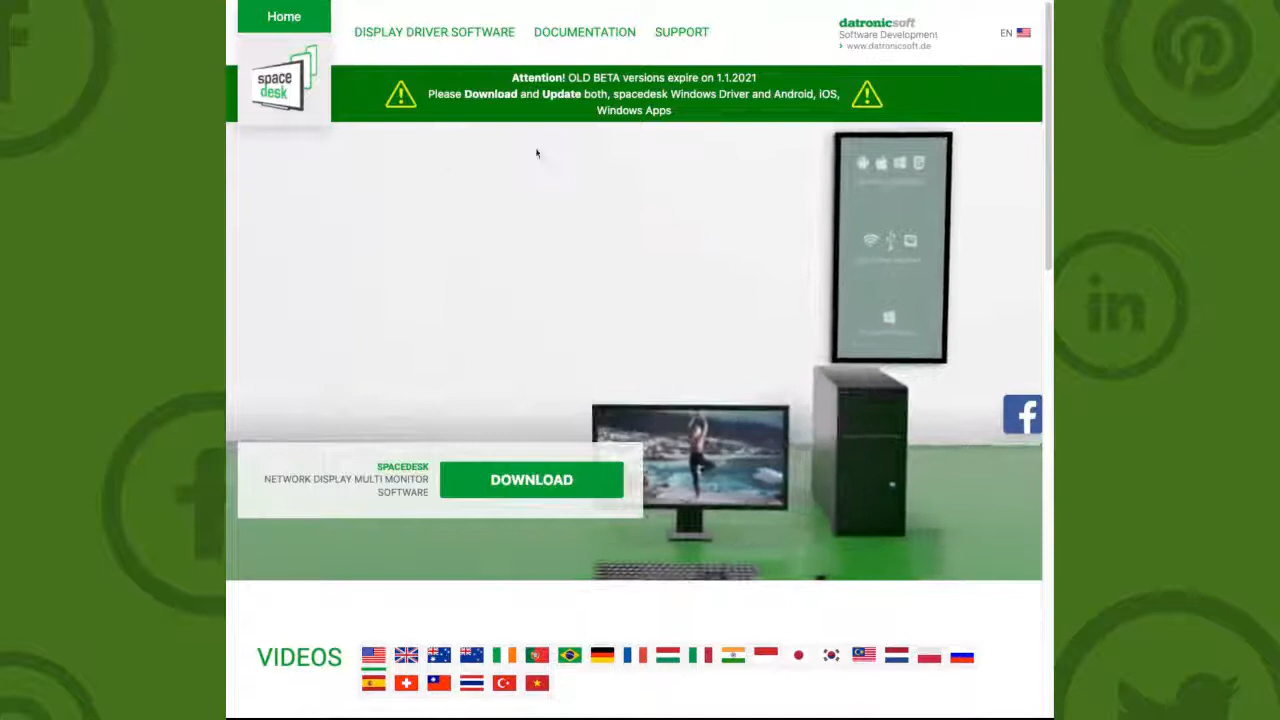 Home
space
desk
DISPLAY DRIVER SOFTWARE
DOCUMENTATION
SUPPORT
datronicsoft
Software Development
› www.datronicsoft.de
EN
Attention! OLD BETA versions expire on 1.1.2021
Please Download and Update both, spacedesk Windows Driver and Android, iOS,
Windows Apps
SPACEDESK
NETWORK DISPLAY MULTI MONITOR
SOFTWARE
DOWNLOAD
VIDEOS
in